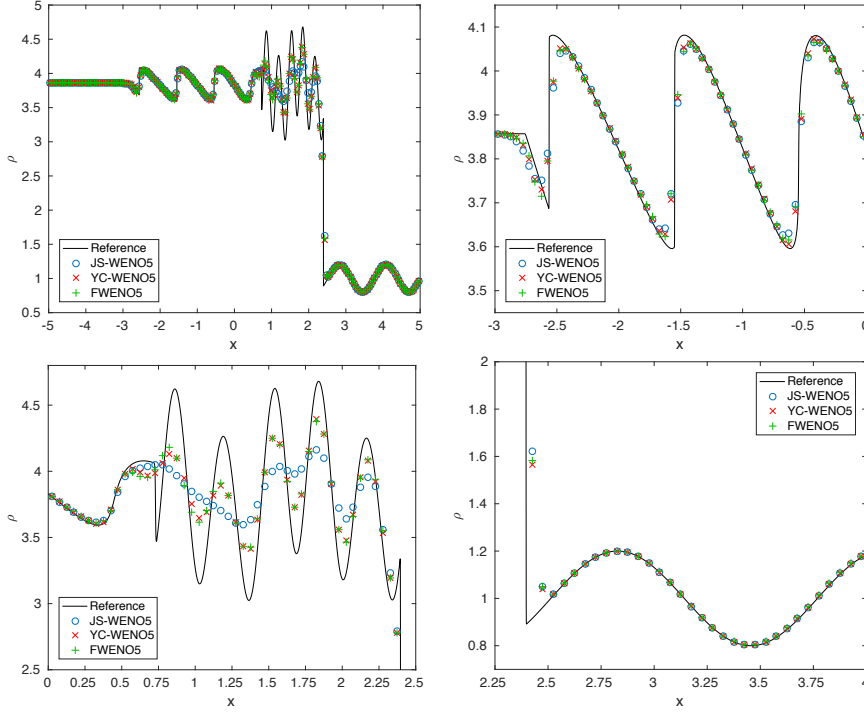 5
4.5
4
3.5
3
2.5
2
1.5
1
0.5
ρ
Reference
JS-WENO5
YC-WENO5
FWENO5
-5 -4 -3 -2 -1 0 1 2 3 4 5
x
4.1
4
3.9
3.8
3.7
3.6
3.5
ρ
Reference
JS-WENO5
YC-WENO5
FWENO5
-3 -2.5 -2 -1.5 -1 -0.5 0
x
4.5
4
3.5
3
2.5
ρ
Reference
JS-WENO5
YC-WENO5
FWENO5
0 0.25 0.5 0.75 1 1.25 1.5 1.75 2 2.25 2.5
x
2
1.8
1.6
1.4
1.2
1
0.8
ρ
Reference
JS-WENO5
YC-WENO5
FWENO5
2.25 2.5 2.75 3 3.25 3.5 3.75 4
x